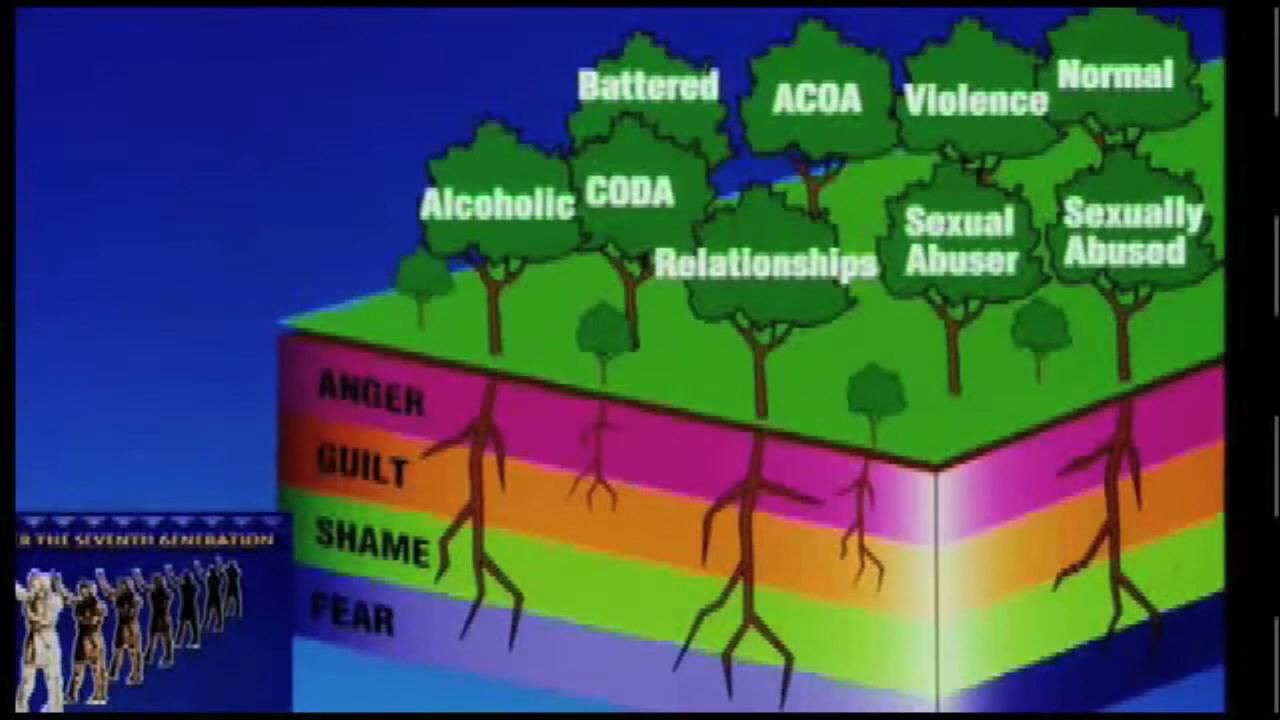 Battered
ACOA
Violence
Normal
Alcoholic
CODA
Relationships
Sexual
Abuser
Sexually
Abused
ANGER
GUILT
SHAME
FEAR
R THE SEVENTH GENERATION